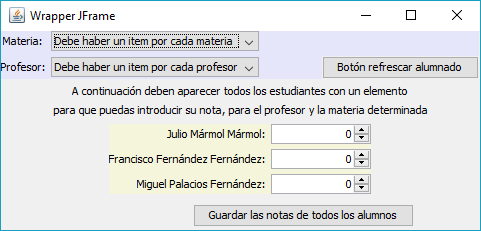 Wrapper JFrame
Materia: Debe haber un item por cada materia
Profesor: Debe haber un item por cada profesor Botón refrescar alumnado
A continuación deben aparecer todos los estudiantes con un elemento
para que puedas introducir su nota, para el profesor y la materia determinada
Julio Mármol Mármol: 0
Francisco Fernández Fernández: 0
Miguel Palacios Fernández: 0
Guardar las notas de todos los alumnos